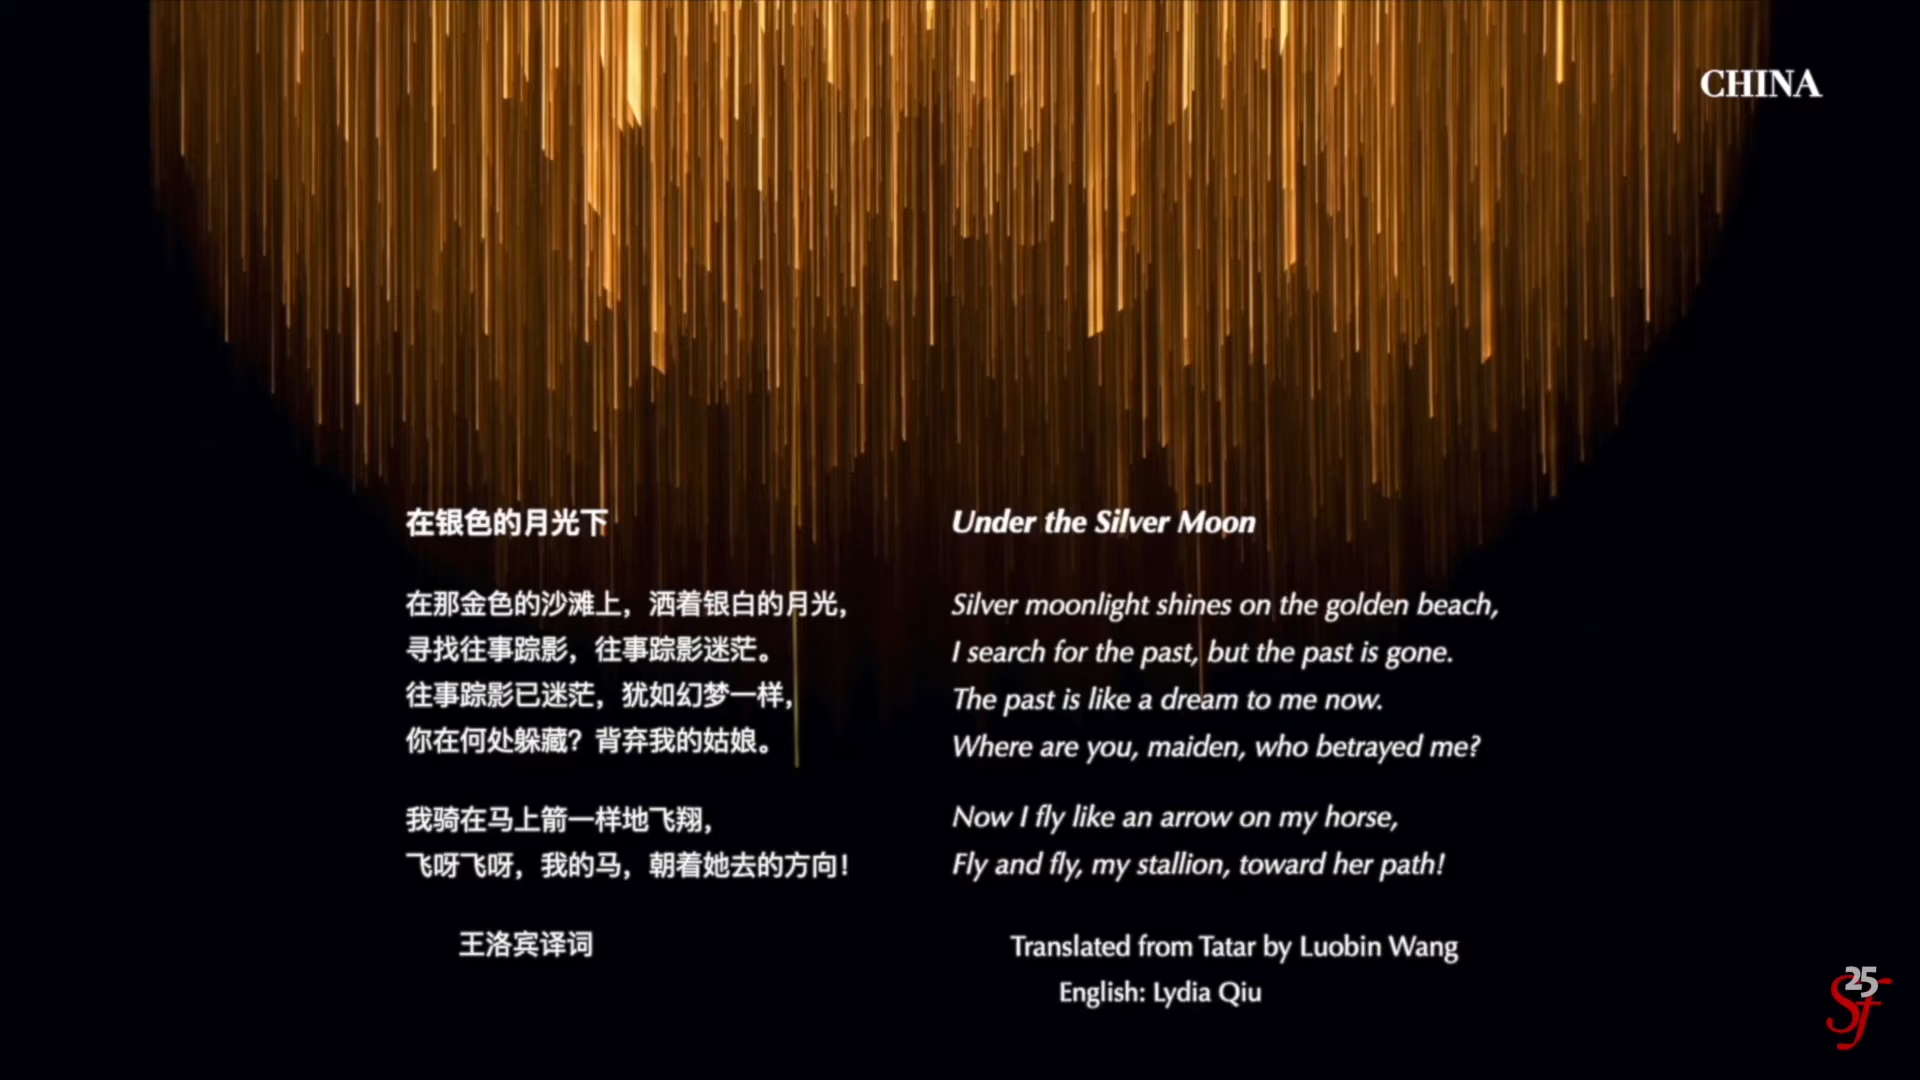 CHINA
在银色的月光下
在那金色的沙滩上，洒着银白的月光，
寻找往事踪影，往事踪影迷茫。
往事踪影已迷茫，犹如幻梦一样，
你在何处躲藏？背弃我的姑娘。
我骑在马上箭一样地飞翔，
飞呀飞呀，我的马，朝着她去的方向！
王洛宾译词
Under the Silver Moon
Silver moonlight shines on the golden beach,
I search for the past, but the past is gone.
The past is like a dream to me now.
Where are you, maiden, who betrayed me?
Now I fly like an arrow on my horse,
Fly and fly, my stallion, toward her path!
Translated from Tatar by Luobin Wang
English: Lydia Qiu
25
Sf